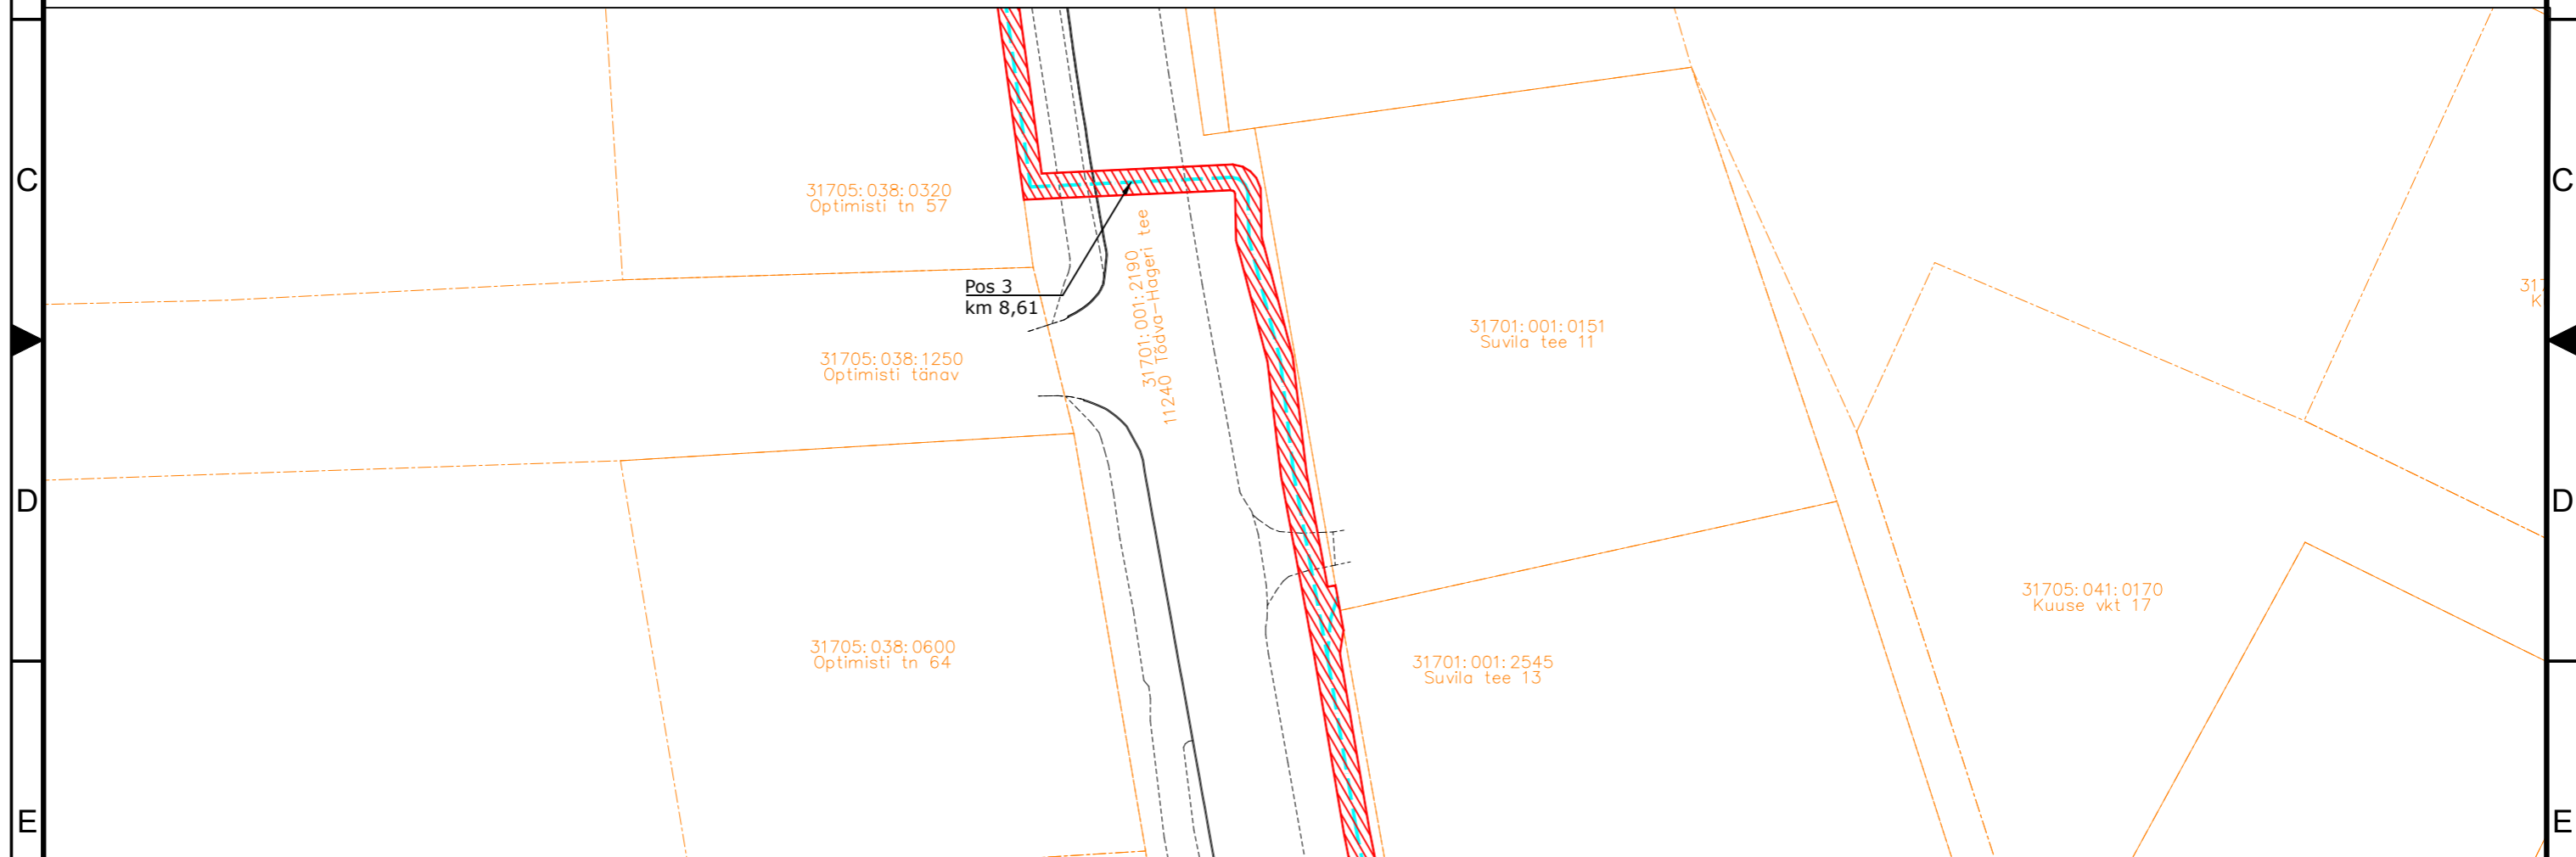 C
C
31705:038:0320
Optimisti tn 57
31701:001:2190
11240 Tõdva-Hageri tee
Pos 3
km 8,61
317
K
31701:001:0151
Suvila tee 11
31705:038:1250
Optimisti tänav
D
D
31705:041:0170
Kuuse vkt 17
31705:038:0600
Optimisti tn 64
31701:001:2545
Suvila tee 13
E
E